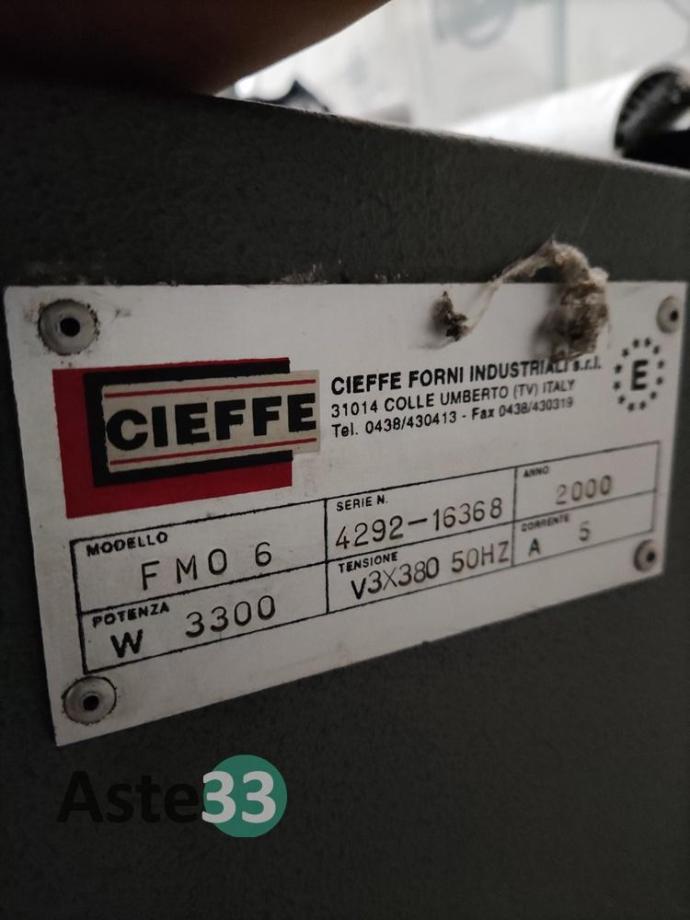 CIEFFE
CIEFFE FORNI INDUSTRIALI s.r.l.
31014 COLLE UMBERTO (TV) ITALY
Tel. 0438/430413 - Fax 0438/430319
E
MODELLO
FMO 6
SERIE N.
4292-16368
ANNO
2000
POTENZA
W 3300
TENSIONE
V3X380 50HZ
CORRENTE
A 5
Aste33